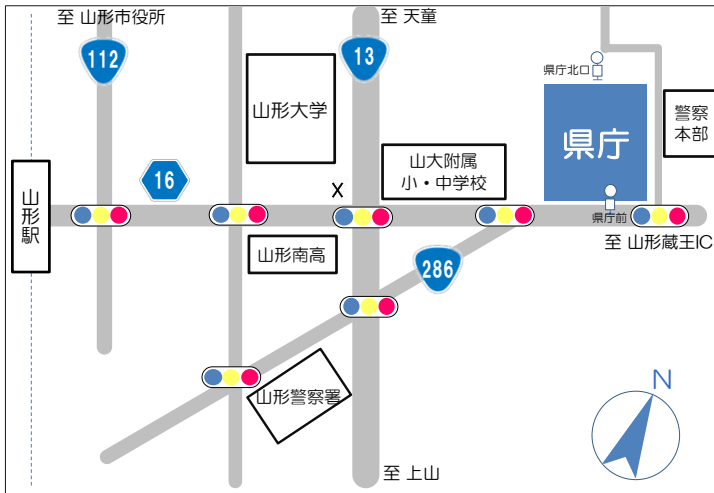 至 山形市役所
至 天童
112
13
県庁北口
山形大学
警察
本部
県庁
山大附属
小・中学校
16
X
山形駅
県庁前
至 山形蔵王IC
山形南高
286
N
山形警察署
至 上山